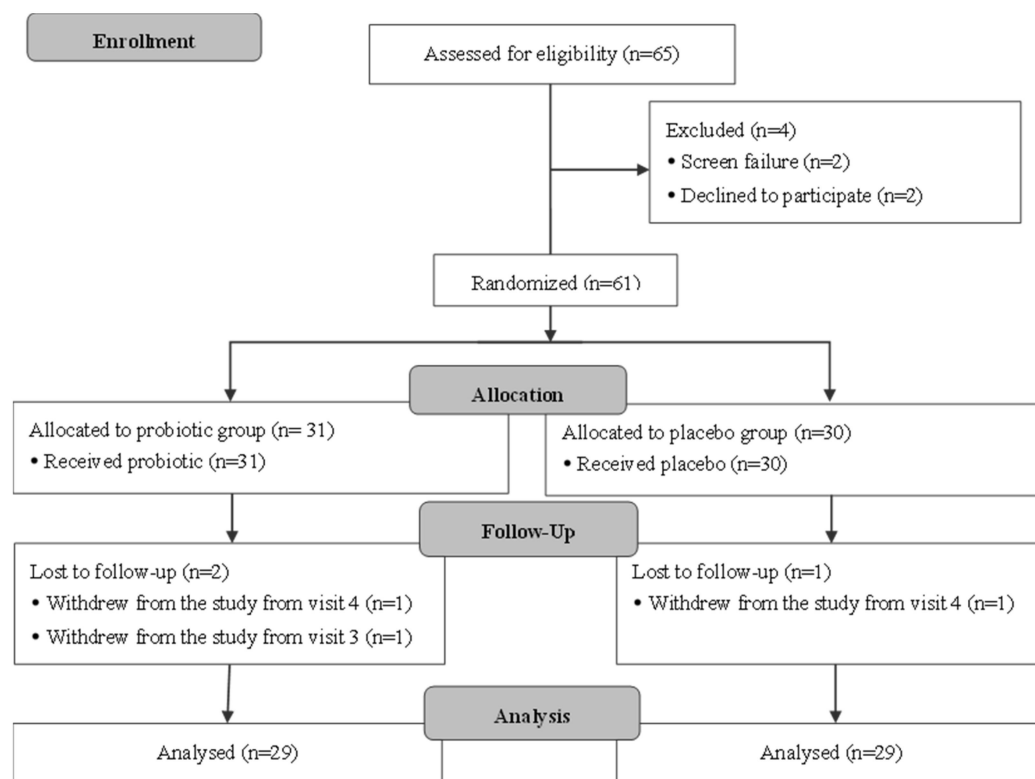 Enrollment
Assessed for eligibility (n=65)
Excluded (n=4)
• Screen failure (n=2)
• Declined to participate (n=2)
Randomized (n=61)
Allocation
Allocated to probiotic group (n= 31)
• Received probiotic (n=31)
Allocated to placebo group (n=30)
• Received placebo (n=30)
Follow-Up
Lost to follow-up (n=2)
• Withdrew from the study from visit 4 (n=1)
• Withdrew from the study from visit 3 (n=1)
Lost to follow-up (n=1)
• Withdrew from the study from visit 4 (n=1)
Analysis
Analysed (n=29)
Analysed (n=29)